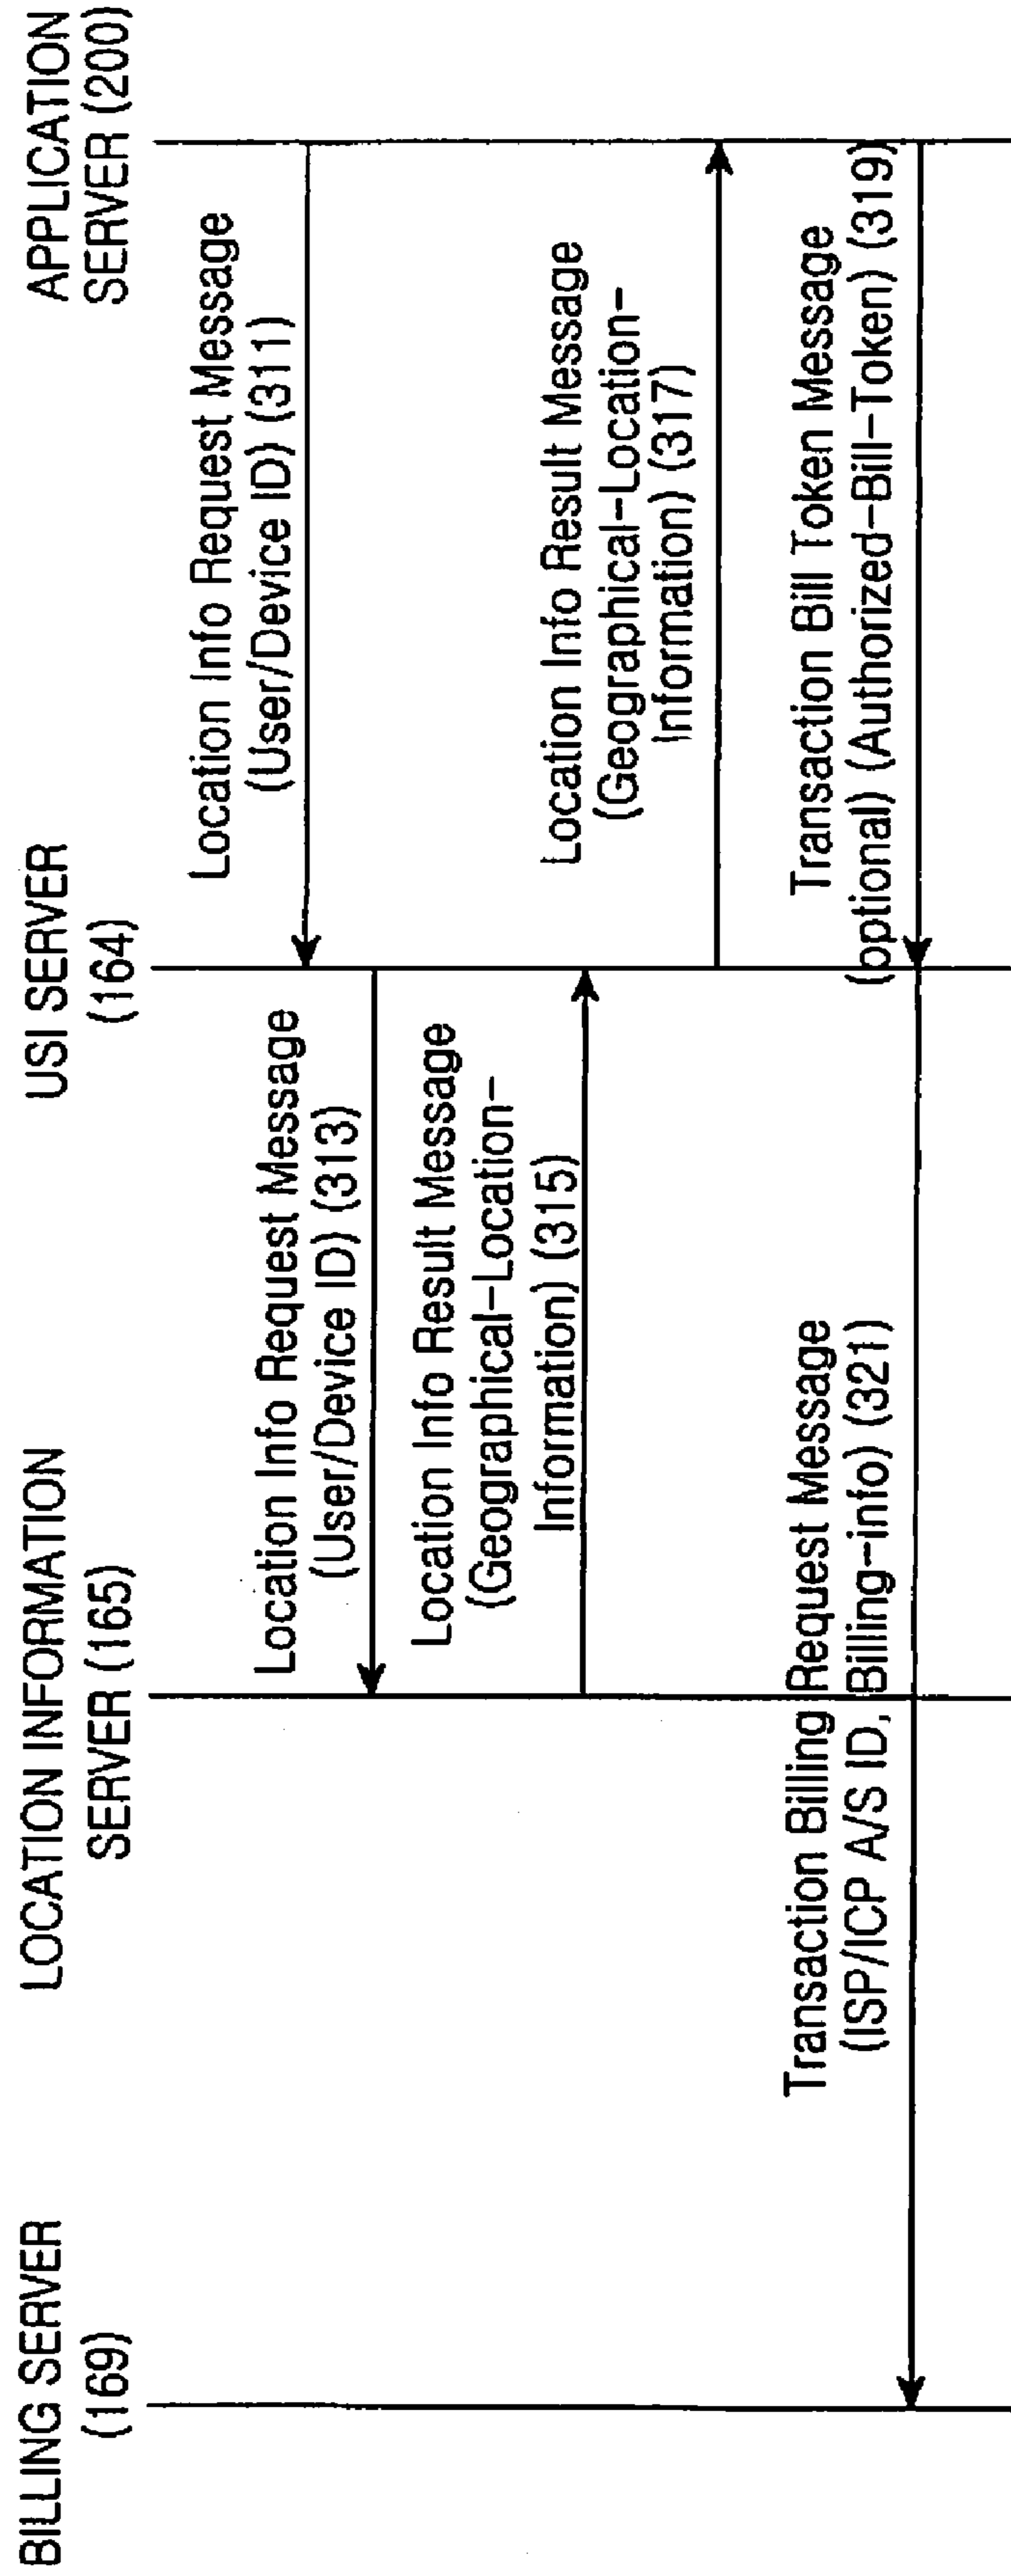 BILLING SERVER
(169)
LOCATION INFORMATION
SERVER (165)
USI SERVER
(164)
APPLICATION
SERVER (200)
Location Info Request Message
(User/Device ID) (311)
Location Info Request Message
(User/Device ID) (313)
Location Info Result Message
(Geographical-Location-
Information) (315)
Location Info Result Message
(Geographical-Location-
Information) (317)
Transaction Bill Token Message
(optional) (Authorized-Bill-Token) (319)
Transaction Billing Request Message
(ISP/ICP A/S ID, Billing-info) (321)